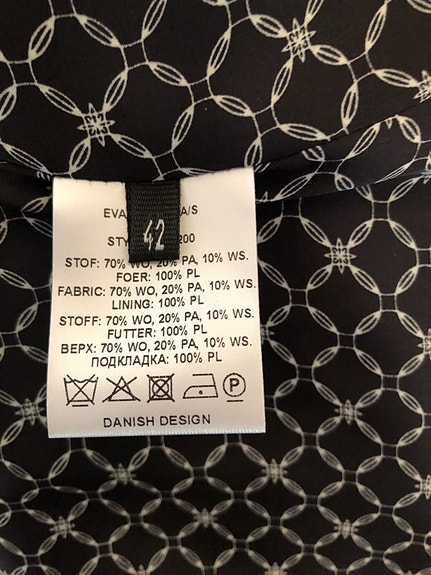 EVA A/S
42
STY 200
STOF: 70% WO, 20% PA, 10% WS.
FOER: 100% PL
FABRIC: 70% WO, 20% PA, 10% WS.
LINING: 100% PL
STOFF: 70% WO, 20% PA, 10% WS.
FUTTER: 100% PL
ВЕРХ: 70% WO, 20% PA, 10% WS.
ПОДКЛАДКА: 100% PL
P
DANISH DESIGN